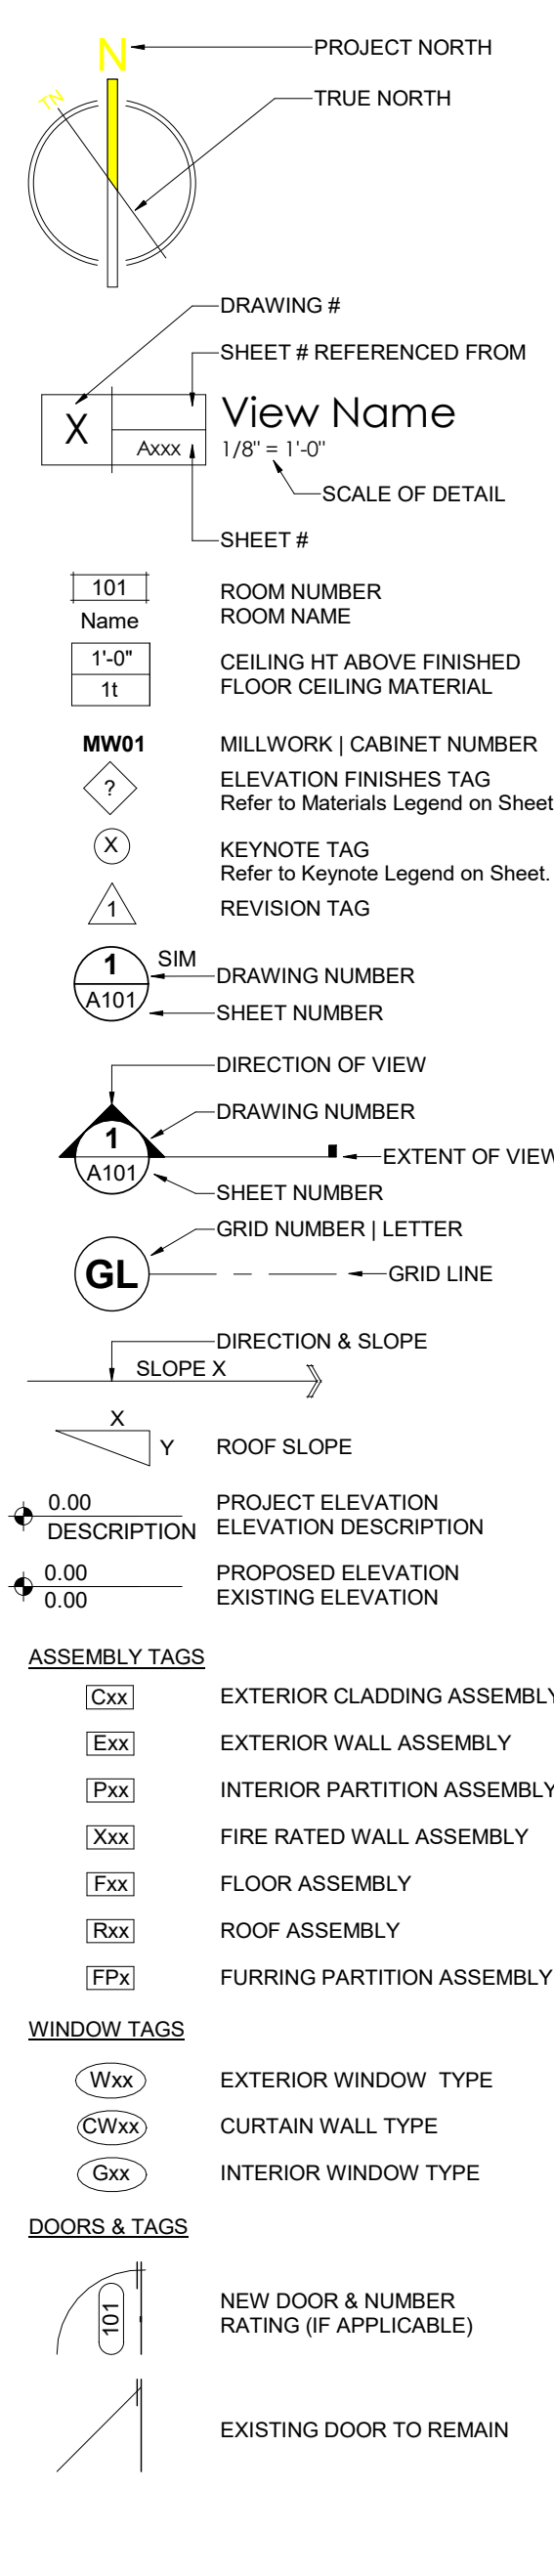 N
PROJECT NORTH
TN
TRUE NORTH
DRAWING #
SHEET # REFERENCED FROM
X
View Name
Axxx
1/8" = 1'-0"
SCALE OF DETAIL
SHEET #
101
ROOM NUMBER
Name
ROOM NAME
1'-0"
CEILING HT ABOVE FINISHED
1t
FLOOR CEILING MATERIAL
MW01
MILLWORK | CABINET NUMBER
?
ELEVATION FINISHES TAG
Refer to Materials Legend on Sheet
X
KEYNOTE TAG
Refer to Keynote Legend on Sheet.
1
REVISION TAG
1
SIM
DRAWING NUMBER
A101
SHEET NUMBER
DIRECTION OF VIEW
DRAWING NUMBER
1
A101
EXTENT OF VIEW
SHEET NUMBER
GRID NUMBER | LETTER
GL
GRID LINE
DIRECTION & SLOPE
SLOPE X
X
Y
ROOF SLOPE
0.00
PROJECT ELEVATION
DESCRIPTION
ELEVATION DESCRIPTION
0.00
PROPOSED ELEVATION
0.00
EXISTING ELEVATION
ASSEMBLY TAGS
Cxx
EXTERIOR CLADDING ASSEMBLY
Exx
EXTERIOR WALL ASSEMBLY
Pxx
INTERIOR PARTITION ASSEMBLY
Xxx
FIRE RATED WALL ASSEMBLY
Fxx
FLOOR ASSEMBLY
Rxx
ROOF ASSEMBLY
FPx
FURRING PARTITION ASSEMBLY
WINDOW TAGS
Wxx
EXTERIOR WINDOW TYPE
CWxx
CURTAIN WALL TYPE
Gxx
INTERIOR WINDOW TYPE
DOORS & TAGS
101
NEW DOOR & NUMBER
RATING (IF APPLICABLE)
EXISTING DOOR TO REMAIN